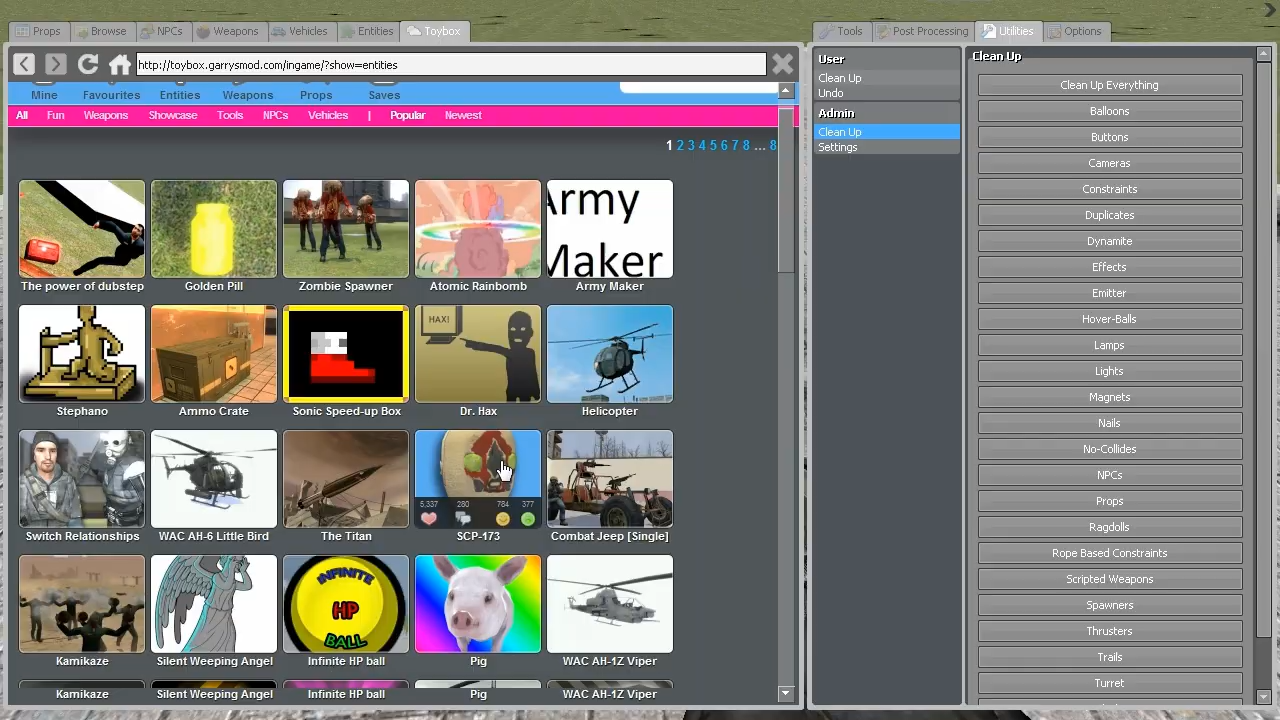 Props
Browse
NPCs
Weapons
Vehicles
Entities
Toybox
Tools
Post Processing
Utilities
Options
http://toybox.garrysmod.com/ingame/?show=entities
Mine
Favourites
Entities
Weapons
Props
Saves
All
Fun
Weapons
Showcase
Tools
NPCs
Vehicles
|
Popular
Newest
1 2 3 4 5 6 7 8 ... 8
Army
Maker
The power of dubstep
Golden Pill
Zombie Spawner
Atomic Rainbomb
Army Maker
HAX!
Stephano
Ammo Crate
Sonic Speed-up Box
Dr. Hax
Helicopter
5,337
280
784
377
Switch Relationships
WAC AH-6 Little Bird
The Titan
SCP-173
Combat Jeep [Single]
INFINITE
HP
BALL
Kamikaze
Silent Weeping Angel
Infinite HP ball
Pig
WAC AH-1Z Viper
Kamikaze
Silent Weeping Angel
Infinite HP ball
Pig
WAC AH-1Z Viper
User
Clean Up
Undo
Admin
Clean Up
Settings
Clean Up
Clean Up Everything
Balloons
Buttons
Cameras
Constraints
Duplicates
Dynamite
Effects
Emitter
Hover-Balls
Lamps
Lights
Magnets
Nails
No-Collides
NPCs
Props
Ragdolls
Rope Based Constraints
Scripted Weapons
Spawners
Thrusters
Trails
Turret